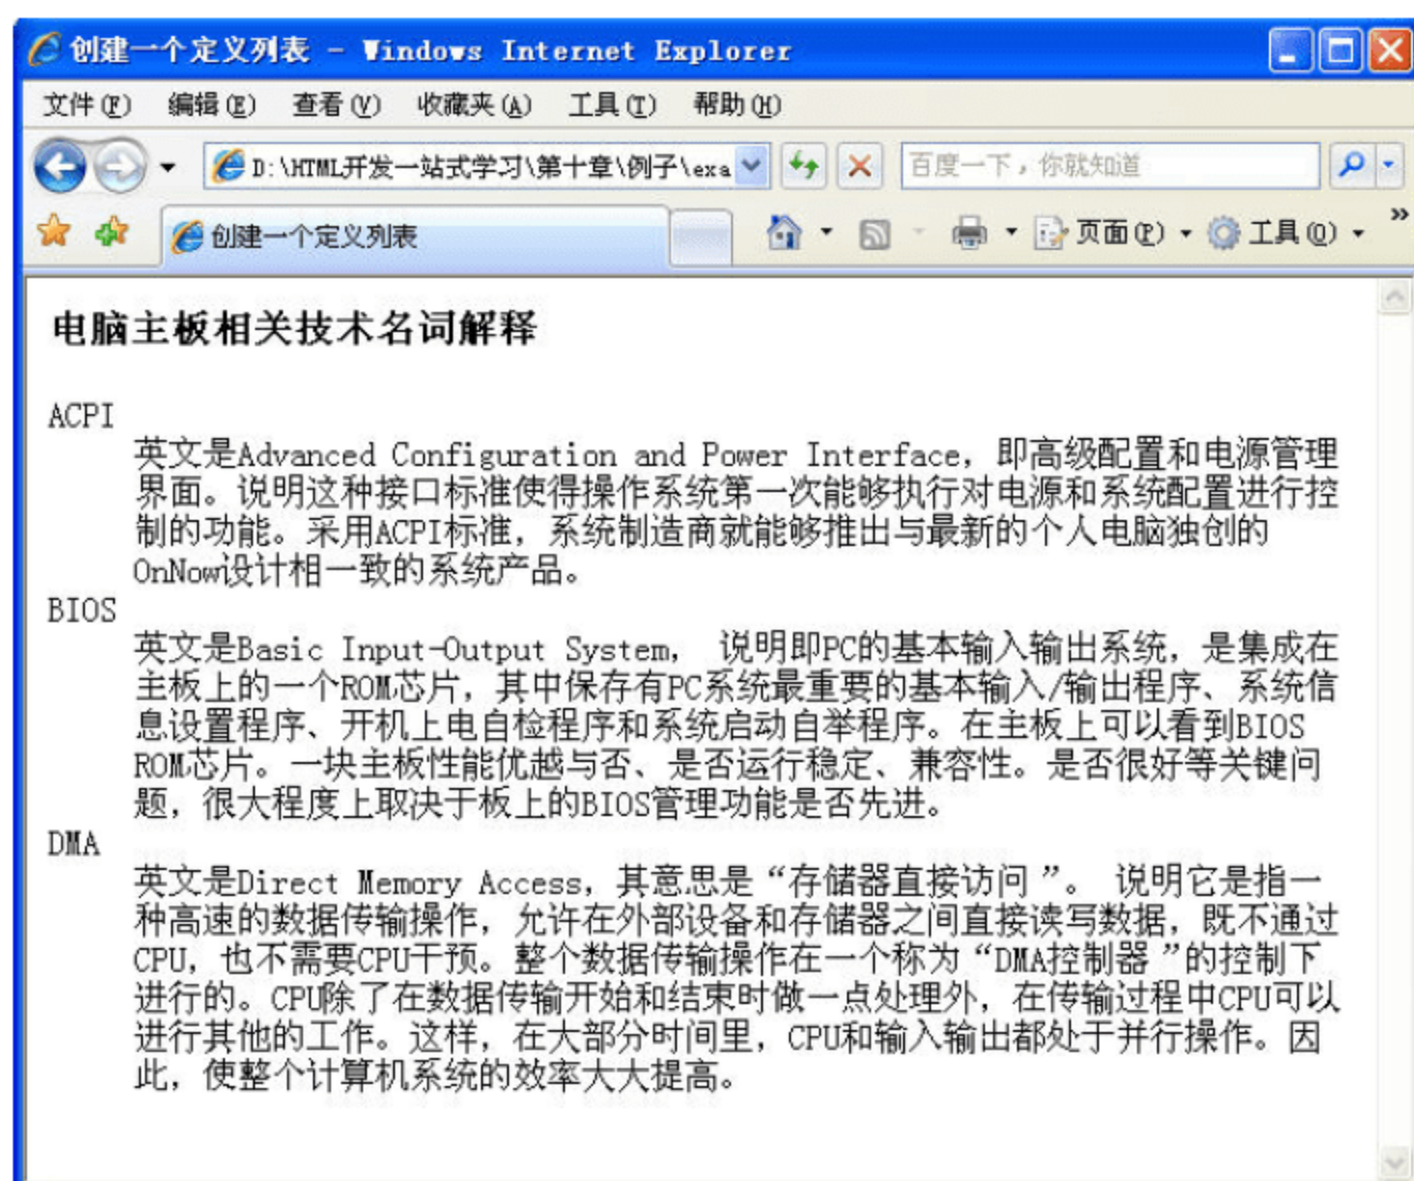 创建一个定义列表 - Windows Internet Explorer
文件(F) 编辑(E) 查看(V) 收藏夹(A) 工具(T) 帮助(H)
D:\HTML开发一站式学习\第十章\例子\exa 百度一下，你就知道
创建一个定义列表 页面(P) 工具(O) »
电脑主板相关技术名词解释
ACPI
英文是Advanced Configuration and Power Interface，即高级配置和电源管理
界面。说明这种接口标准使得操作系统第一次能够执行对电源和系统配置进行控
制的功能。采用ACPI标准，系统制造商就能够推出与最新的个人电脑独创的
OnNow设计相一致的系统产品。
BIOS
英文是Basic Input-Output System， 说明即PC的基本输入输出系统，是集成在
主板上的一个ROM芯片，其中保存有PC系统最重要的基本输入/输出程序、系统信
息设置程序、开机上电自检程序和系统启动自举程序。在主板上可以看到BIOS
ROM芯片。一块主板性能优越与否、是否运行稳定、兼容性。是否很好等关键问
题，很大程度上取决于板上的BIOS管理功能是否先进。
DMA
英文是Direct Memory Access，其意思是“存储器直接访问 ”。 说明它是指一
种高速的数据传输操作，允许在外部设备和存储器之间直接读写数据，既不通过
CPU，也不需要CPU干预。整个数据传输操作在一个称为“DMA控制器 ”的控制下
进行的。CPU除了在数据传输开始和结束时做一点处理外，在传输过程中CPU可以
进行其他的工作。这样，在大部分时间里，CPU和输入输出都处于并行操作。因
此，使整个计算机系统的效率大大提高。